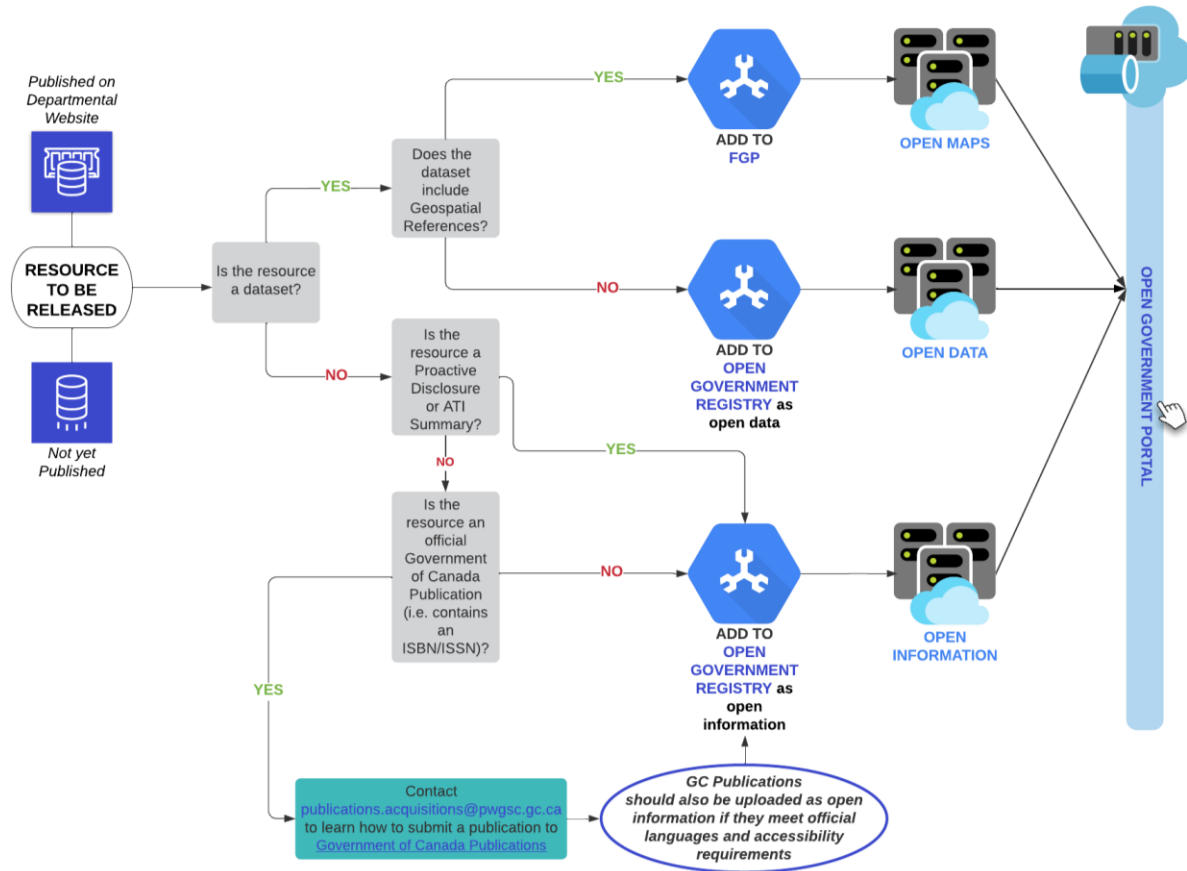 Published on
Departmental
Website
RESOURCE
TO BE
RELEASED
Not yet
Published
Is the resource
a dataset?
YES
NO
Does the
dataset
include
Geospatial
References?
YES
NO
ADD TO
FGP
OPEN MAPS
ADD TO
OPEN
GOVERNMENT
REGISTRY as
open data
OPEN DATA
Is the
resource a
Proactive
Disclosure
or ATI
Summary?
YES
NO
Is the
resource an
official
Government
of Canada
Publication
(i.e. contains
an
ISBN/ISSN)?
NO
YES
ADD TO
OPEN
GOVERNMENT
REGISTRY as
open
information
OPEN
INFORMATION
Contact
publications.acquisitions@pwgsc.gc.ca
to learn how to submit a publication to
Government of Canada Publications
GC Publications
should also be uploaded as open
information if they meet official
languages and accessibility
requirements
OPEN GOVERNMENT PORTAL